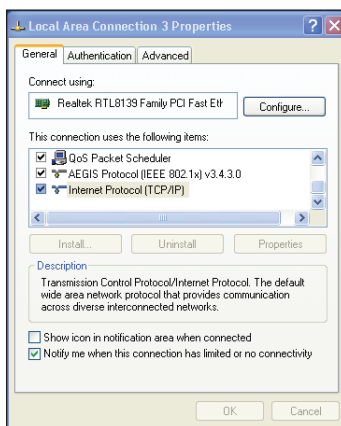 Local Area Connection 3 Properties
General Authentication Advanced
Connect using:
Realtek RTL8139 Family PCI Fast Eth
Configure...
This connection uses the following items:
QoS Packet Scheduler
AEGIS Protocol (IEEE 802.1x) v3.4.3.0
Internet Protocol (TCP/IP)
Install... Uninstall Properties
Description
Transmission Control Protocol/Internet Protocol. The default
wide area network protocol that provides communication
across diverse interconnected networks.
Show icon in notification area when connected
Notify me when this connection has limited or no connectivity
OK Cancel